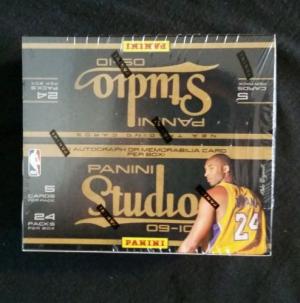 PANINI
24
PACKS
PER BOX
PANINI
Studio
09-10
5
CARDS
PER PACK
NBA TRADING CARDS
AUTOGRAPH OR MEMORABILIA CARD
PER BOX!
PANINI
Studio
09-10
5
CARDS
PER PACK
24
PACKS
PER BOX
24
PANINI